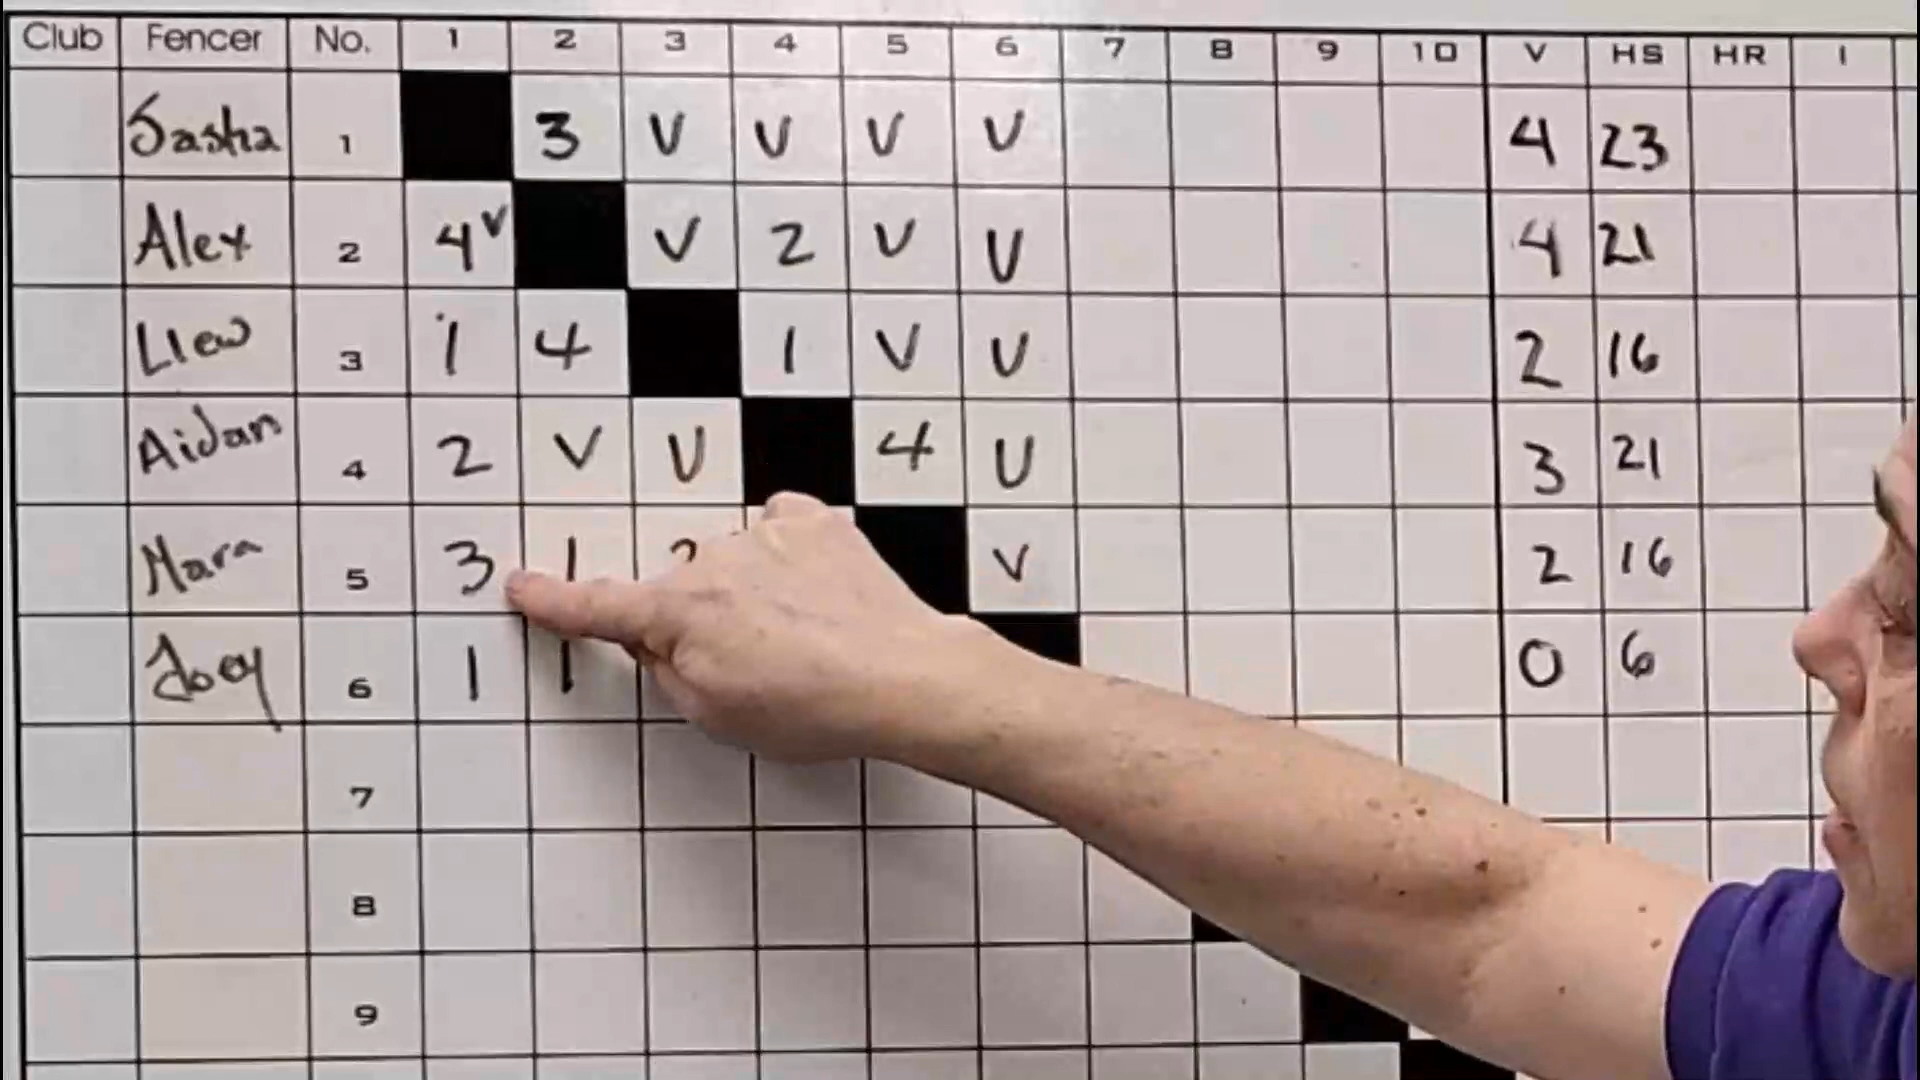 Club Fencer No. 1 2 3 4 5 6 7 8 9 10 V HS HR I
Sasha 1 3 V V V V 4 23
Alex 2 4V V 2 V V 4 21
Llew 3 1 4 1 V V 2 16
Aidan 4 2 V V 4 V 3 21
Mara 5 3 1 V 2 16
Joey 6 1 1 0 6
7
8
9